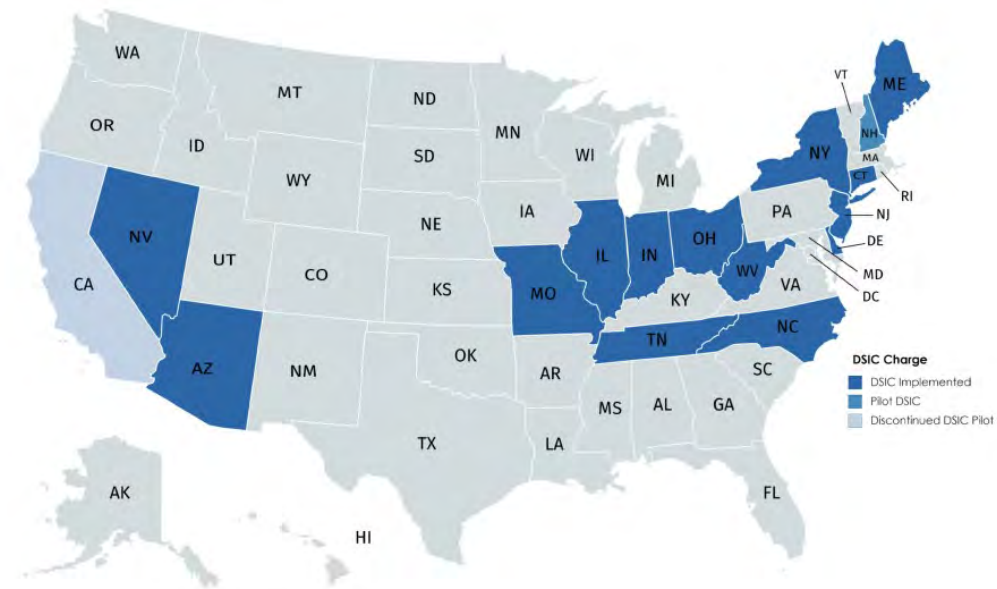 WA
MT
ND
MN
VT
ME
OR
ID
SD
WI
NY
NH
WY
MI
MA
CT
RI
NV
NE
IA
PA
NJ
UT
CO
IL
IN
OH
DE
CA
KS
MO
WV
VA
MD
KY
DC
AZ
NM
OK
TN
NC
AR
SC
MS
AL
GA
TX
LA
FL
AK
HI
DSIC Charge
DSIC Implemented
Pilot DSIC
Discontinued DSIC Pilot